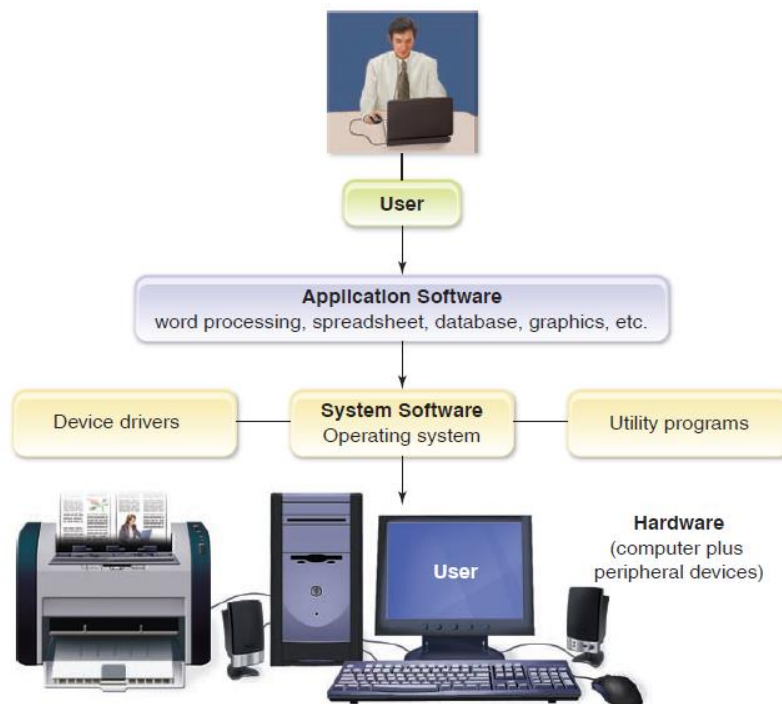 User
Application Software
word processing, spreadsheet, database, graphics, etc.
Device drivers
System Software
Operating system
Utility programs
Hardware
(computer plus
peripheral devices)
User